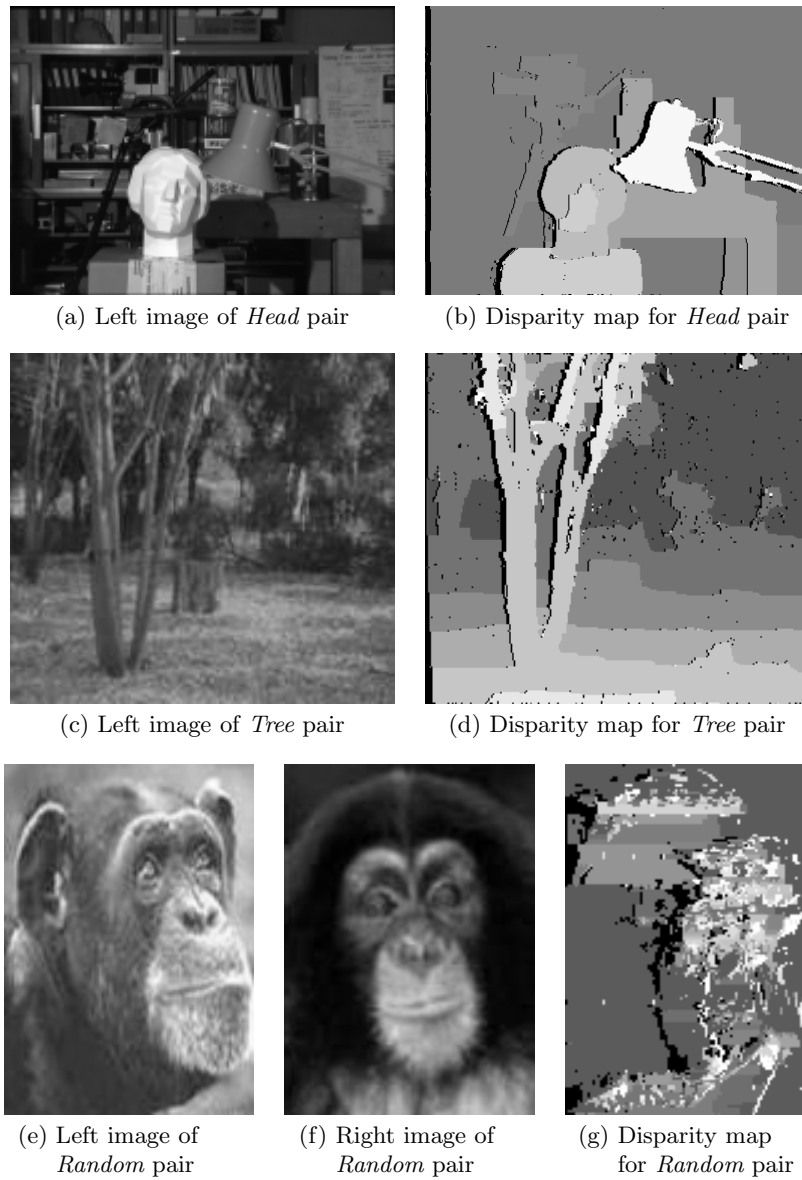 (a) Left image of Head pair
(b) Disparity map for Head pair
(c) Left image of Tree pair
(d) Disparity map for Tree pair
(e) Left image of
Random pair
(f) Right image of
Random pair
(g) Disparity map
for Random pair